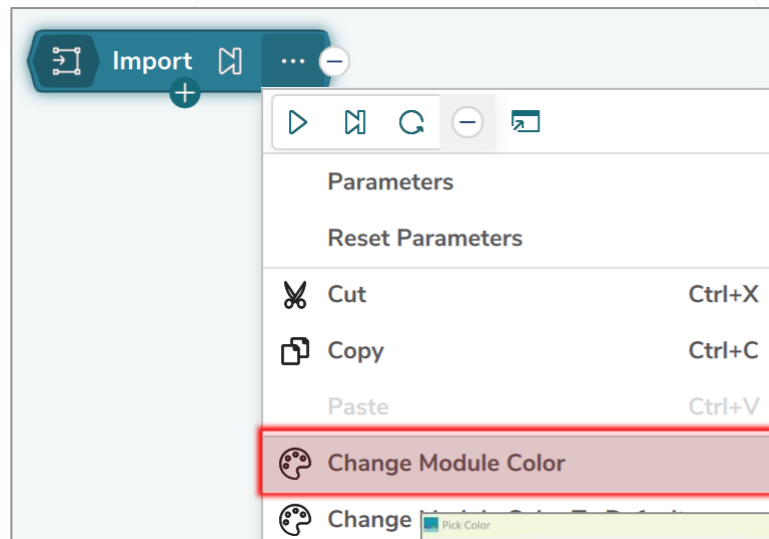 Import
Parameters
Reset Parameters
Cut Ctrl+X
Copy Ctrl+C
Paste Ctrl+V
Change Module Color
Change
Pick Color